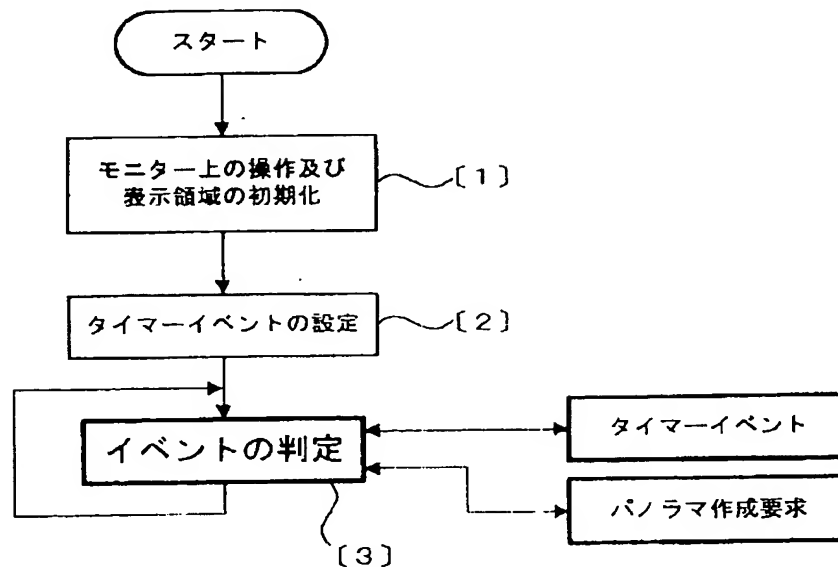 スタート
モニター上の操作及び
表示領域の初期化
〔1〕
タイマーイベントの設定
〔2〕
イベントの判定
タイマーイベント
パノラマ作成要求
〔3〕